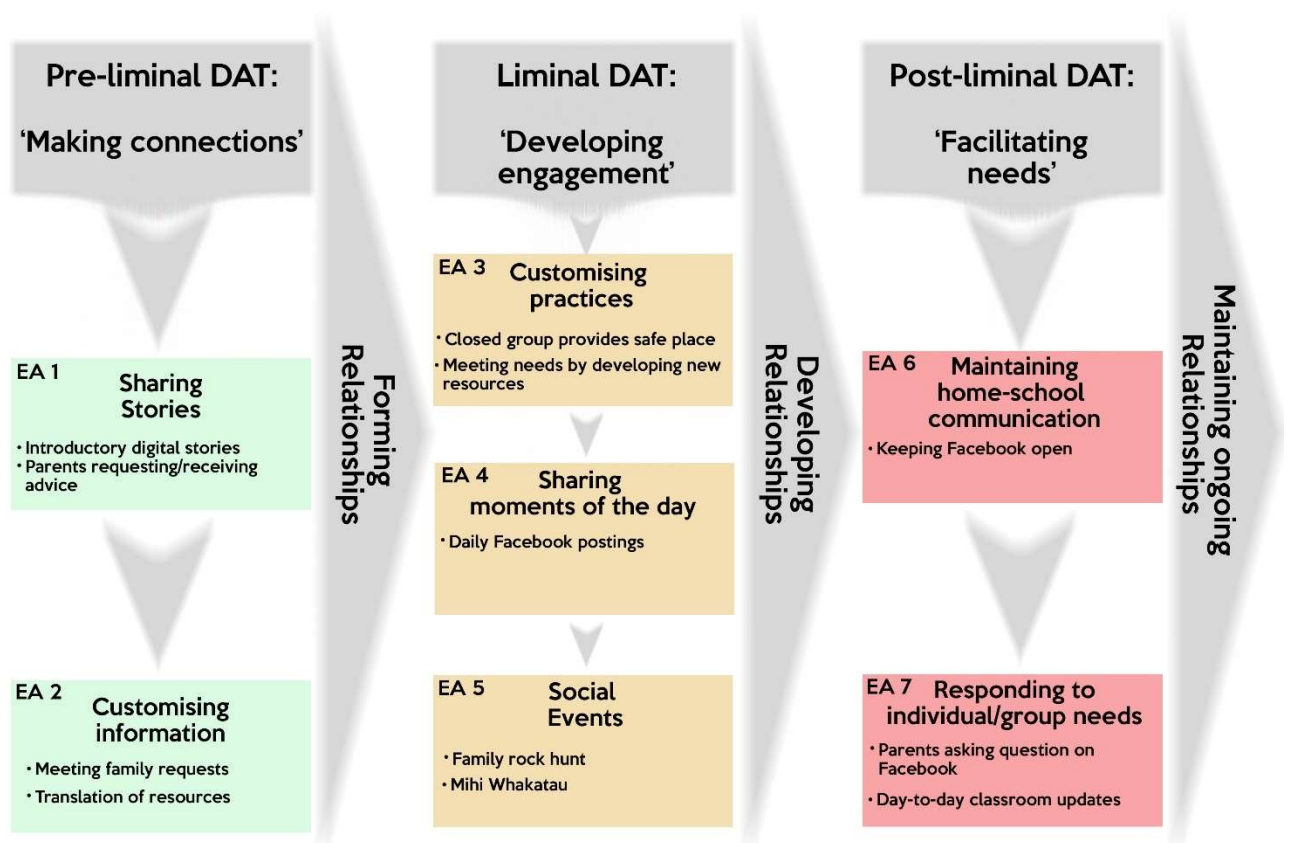 Pre-liminal DAT:
'Making connections'
EA 1
Sharing
Stories
• Introductory digital stories
• Parents requesting/receiving
advice
EA 2
Customising
information
• Meeting family requests
• Translation of resources
Forming
Relationships
Liminal DAT:
'Developing
engagement'
EA 3
Customising
practices
• Closed group provides safe place
• Meeting needs by developing new
resources
EA 4
Sharing
moments of the day
• Daily Facebook postings
EA 5
Social
Events
• Family rock hunt
• Mihi Whakatau
Developing
Relationships
Post-liminal DAT:
'Facilitating
needs'
EA 6
Maintaining
home-school
communication
• Keeping Facebook open
EA 7
Responding to
individual/group needs
• Parents asking question on
Facebook
• Day-to-day classroom updates
Maintaining ongoing
Relationships